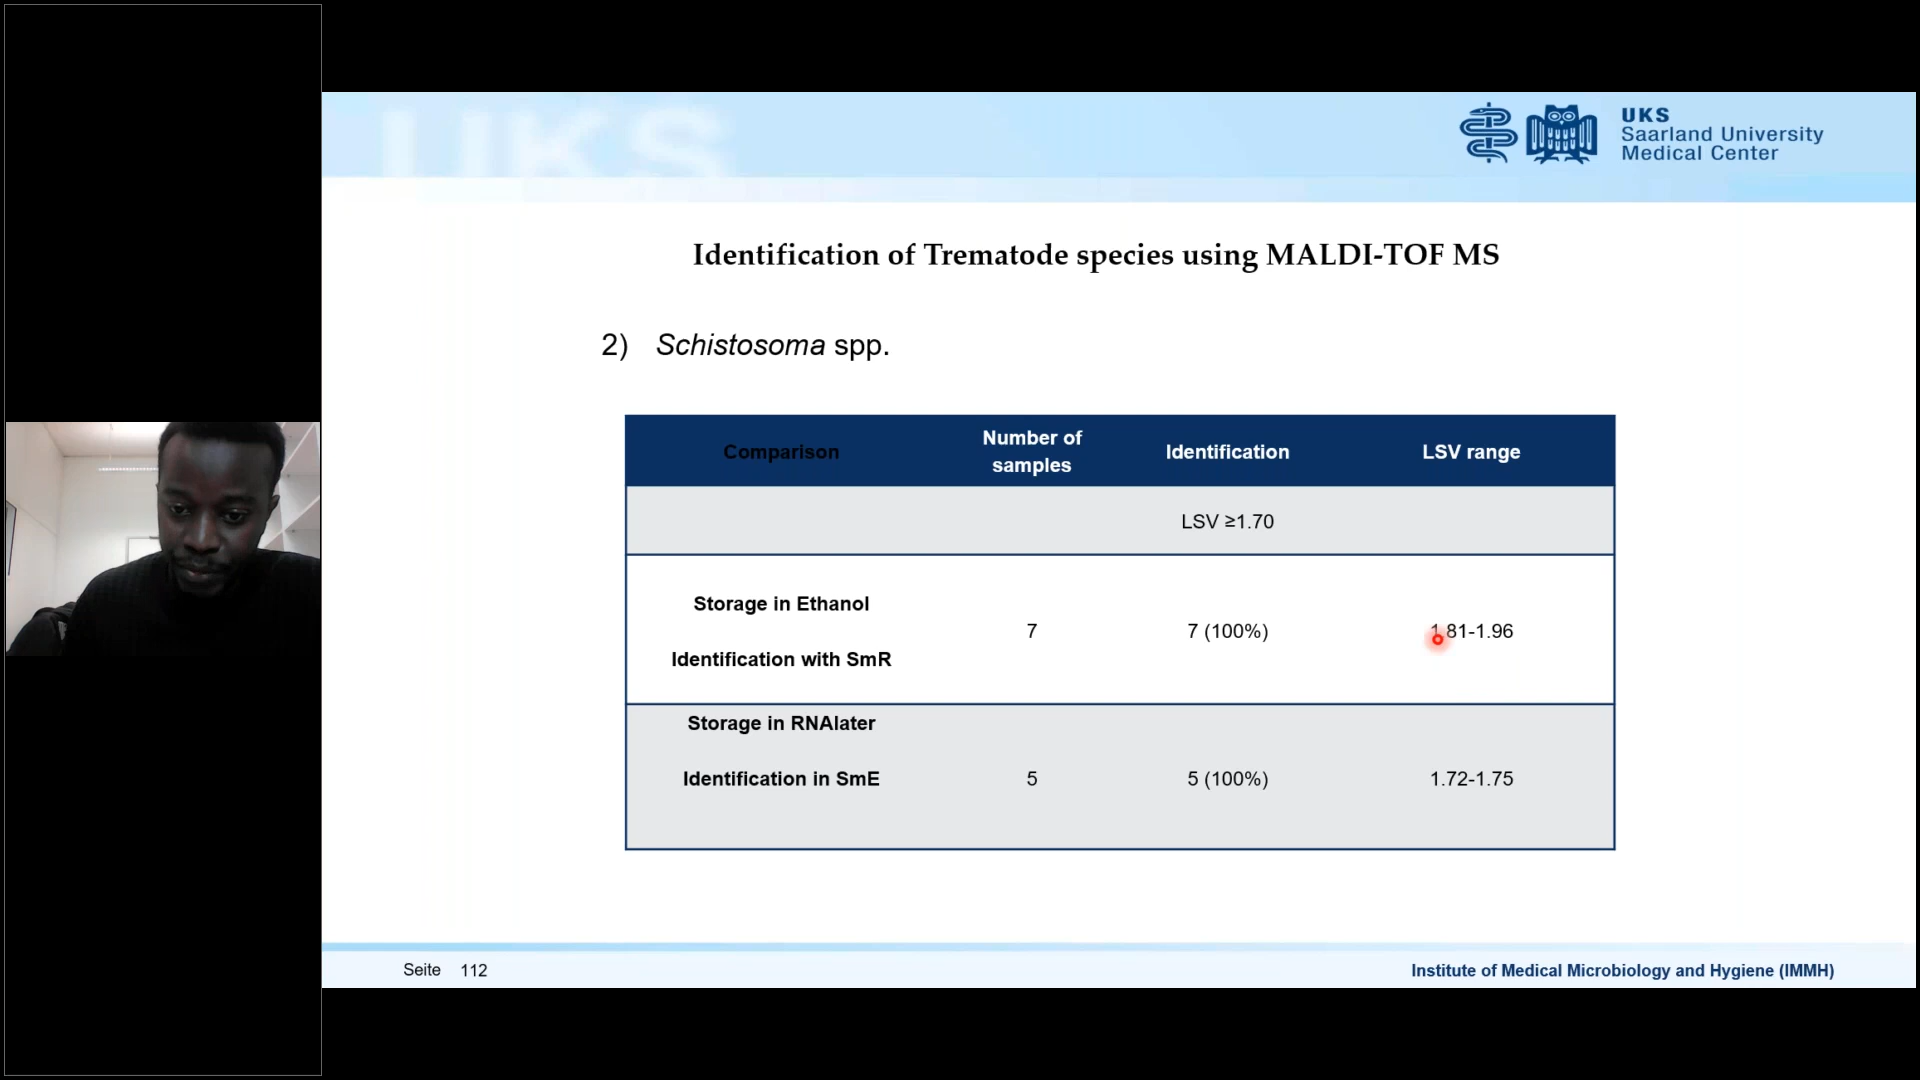 UKS
UKS
Saarland University
Medical Center
Identification of Trematode species using MALDI-TOF MS
2) Schistosoma spp.
Comparison
Number of
samples
Identification
LSV range
LSV ≥1.70
Storage in Ethanol
Identification with SmR
7
7 (100%)
1.81-1.96
Storage in RNAlater
Identification in SmE
5
5 (100%)
1.72-1.75
Seite 112
Institute of Medical Microbiology and Hygiene (IMMH)